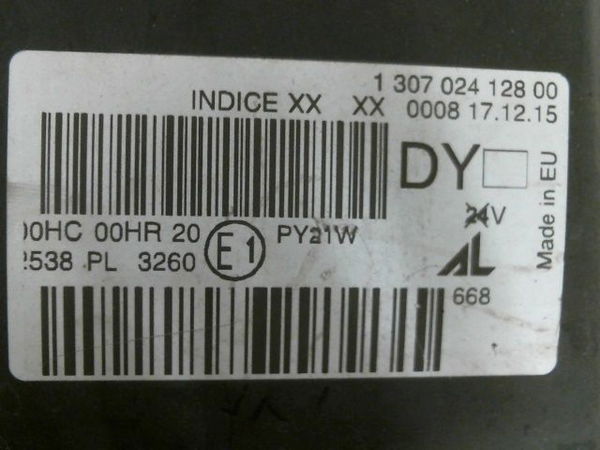 1 307 024 128 00
INDICE XX XX 0008 17.12.15
DY
Made in EU
24V
00HC 00HR 20 E1 PY21W
2538 PL 3260 AL
668